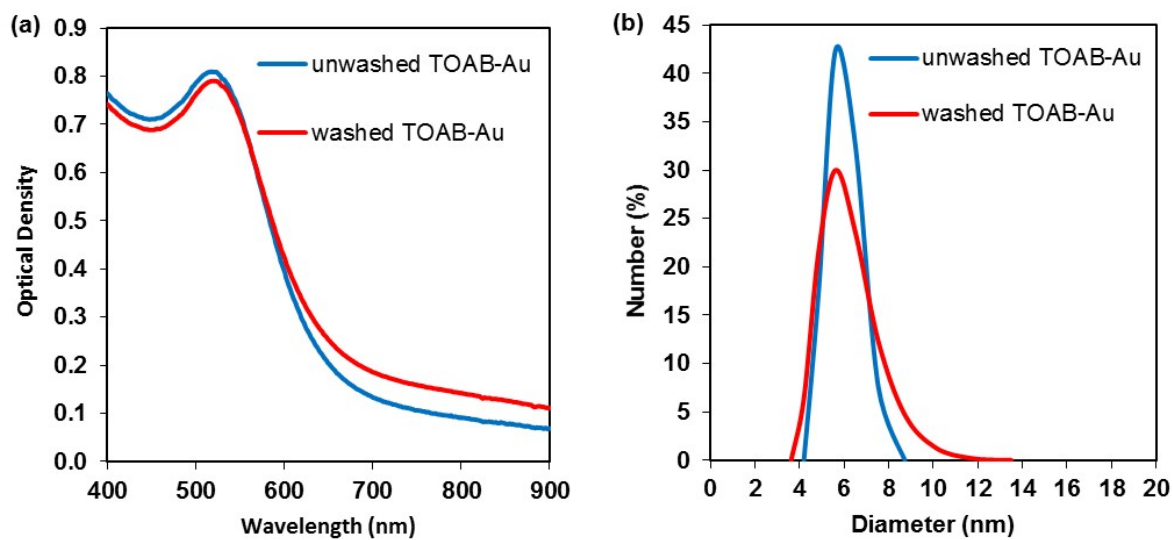 (a)
0.9
0.8
0.7
0.6
0.5
0.4
0.3
0.2
0.1
0.0
Optical Density
unwashed TOAB-Au
washed TOAB-Au
400 500 600 700 800 900
Wavelength (nm)
(b)
45
40
35
30
25
20
15
10
5
0
Number (%)
unwashed TOAB-Au
washed TOAB-Au
0 2 4 6 8 10 12 14 16 18 20
Diameter (nm)